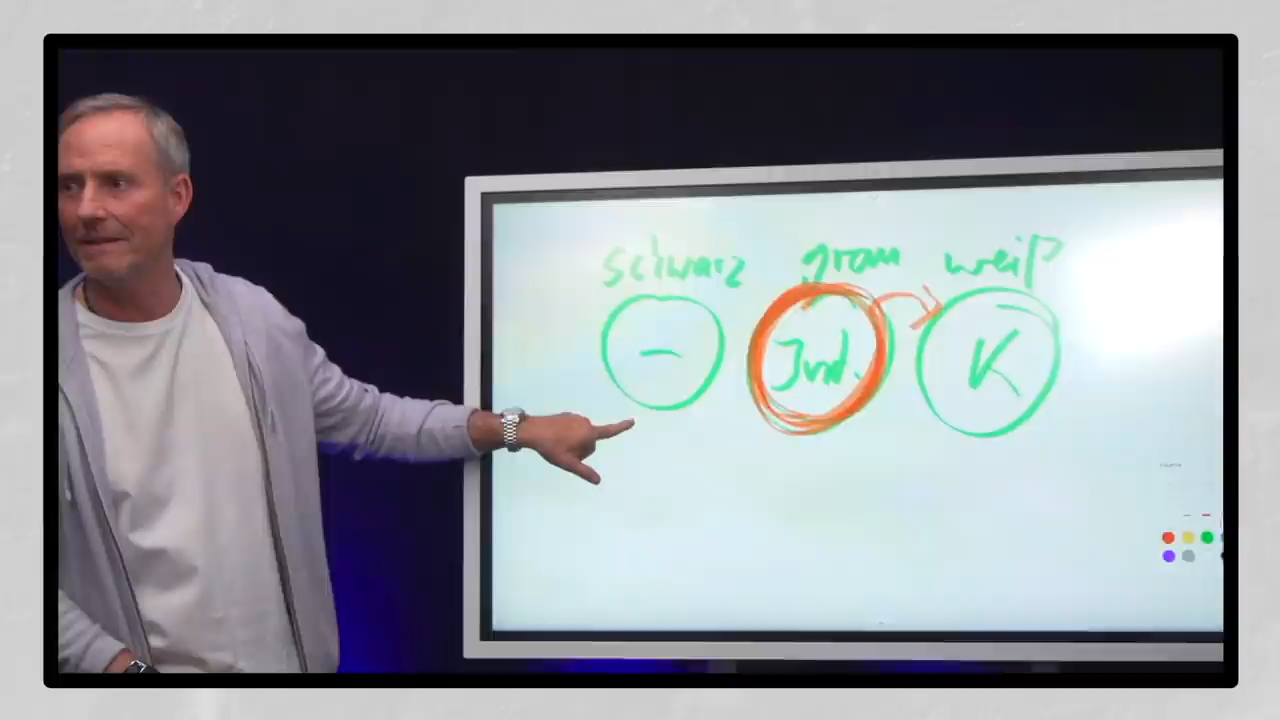 schwarz grau weiß
– Ind. K